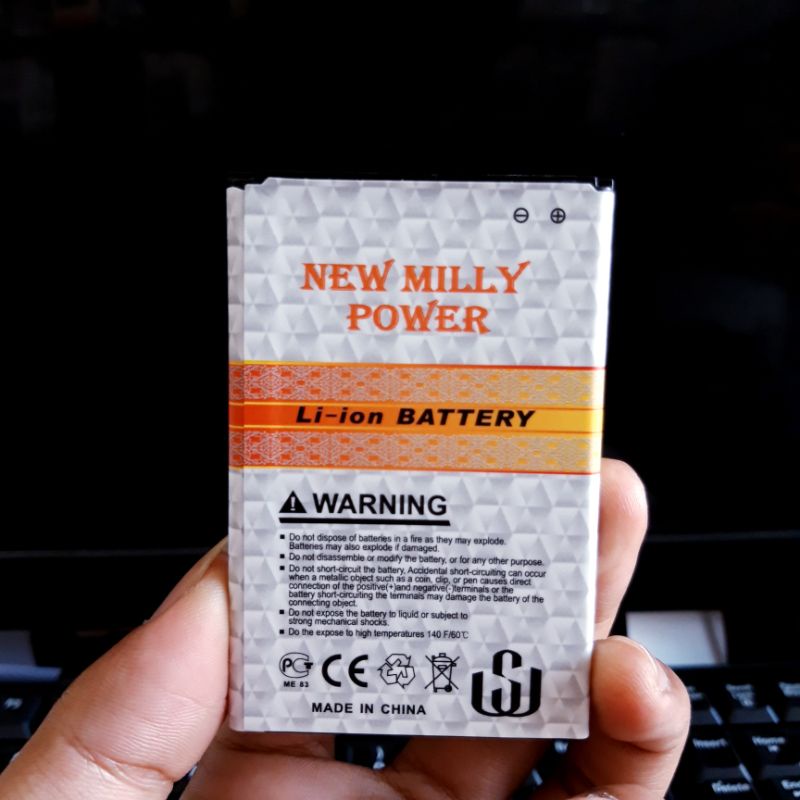 NEW MILLY
POWER
Li-ion BATTERY
WARNING
Do not dispose of batteries in a fire as they may explode.
Batteries may also explode if damaged.
Do not disassemble or modify the battery, or for any other purpose.
Do not short-circuit the battery, Accidental short-circuiting can occur
when a metallic object such as a coin, clip, or pen causes direct
connection of the positive(+)and negative(-)terminals or the
battery short-circuiting the terminals may damage the battery of the
connecting object.
Do not expose the battery to liquid or subject to
strong mechanical shocks.
Do the expose to high temperatures 140 F/60℃
ME 83
CE
MADE IN CHINA
Insert
Home
Delete